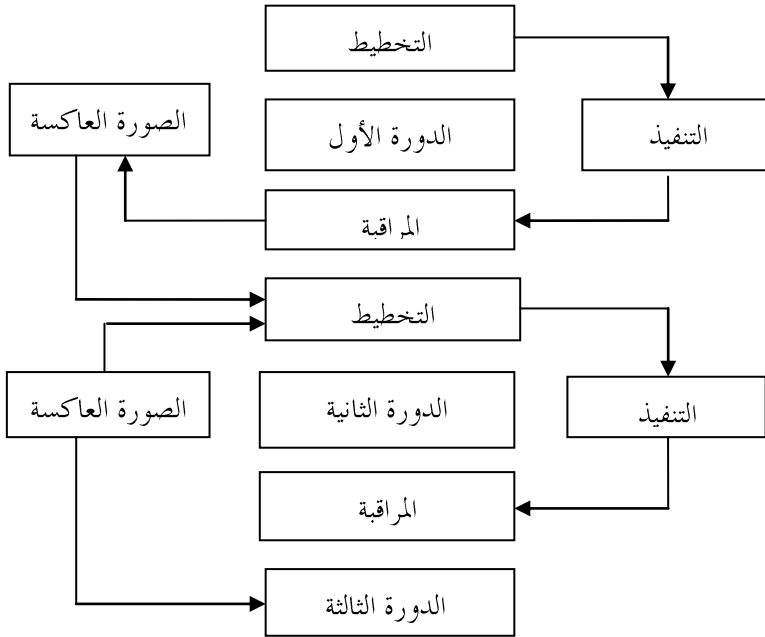 التخطيط
الصورة العاكسة
الدورة الأول
التنفيذ
المراقبة
التخطيط
الصورة العاكسة
الدورة الثانية
التنفيذ
المراقبة
الدورة الثالثة